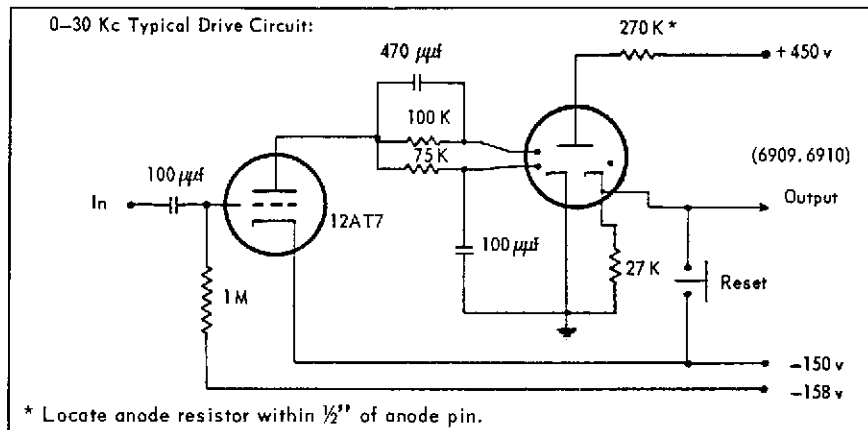 0–30 Kc Typical Drive Circuit:
270 K *
+ 450 v
470 μμf
100 K
75 K
(6909, 6910)
100 μμf
In
12AT7
Output
100 μμf
27 K
Reset
1 M
–150 v
–158 v
* Locate anode resistor within ½" of anode pin.